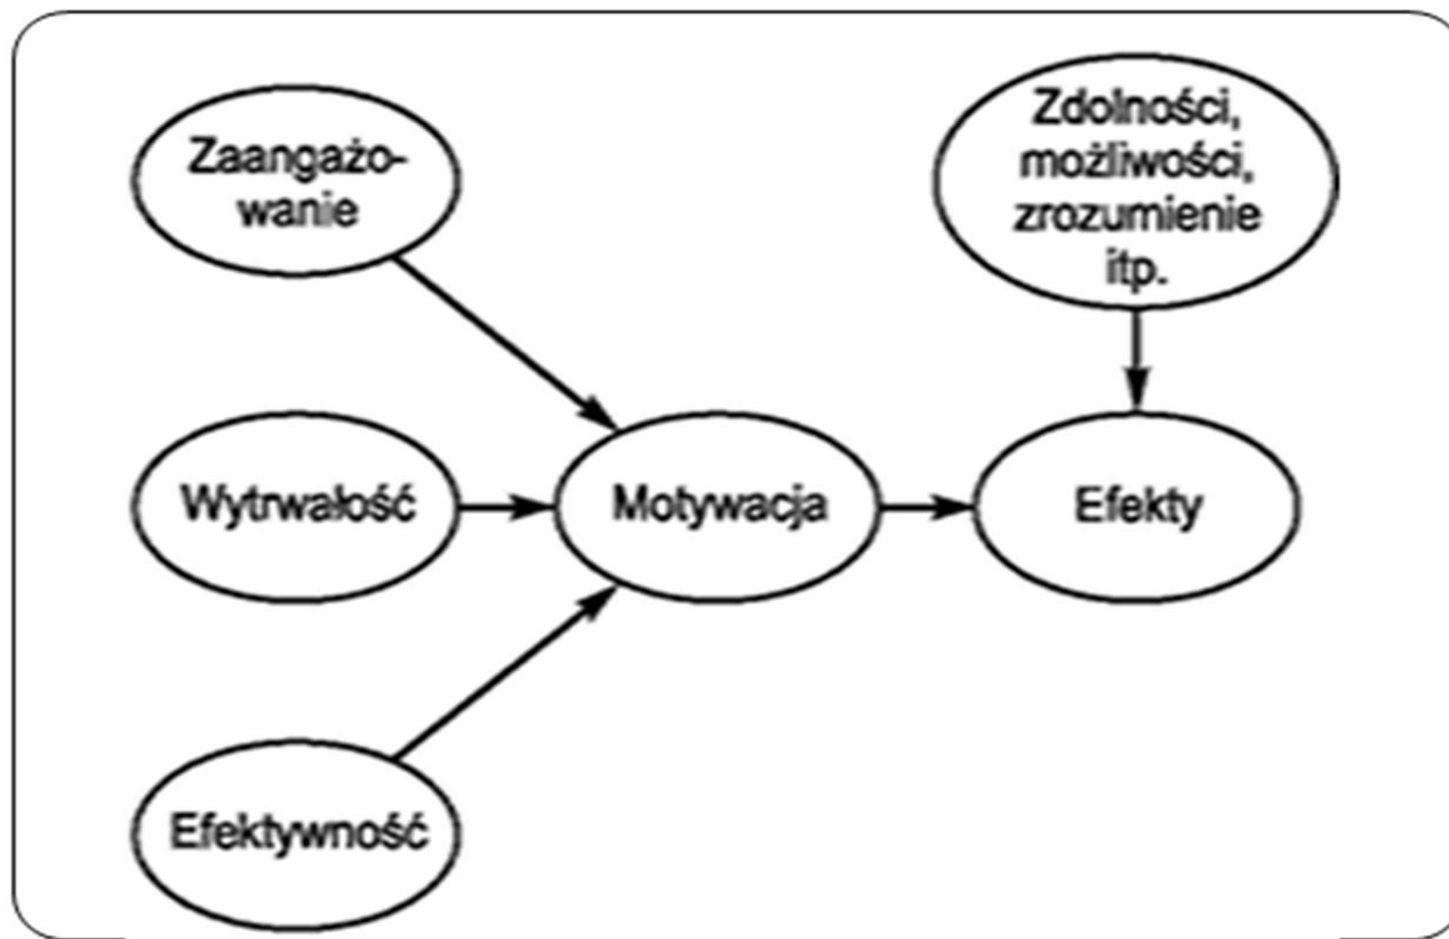 Zaangażo-
wanie
Zdolności,
możliwości,
zrozumienie
itp.
Wytrwałość
Motywacja
Efekty
Efektywność